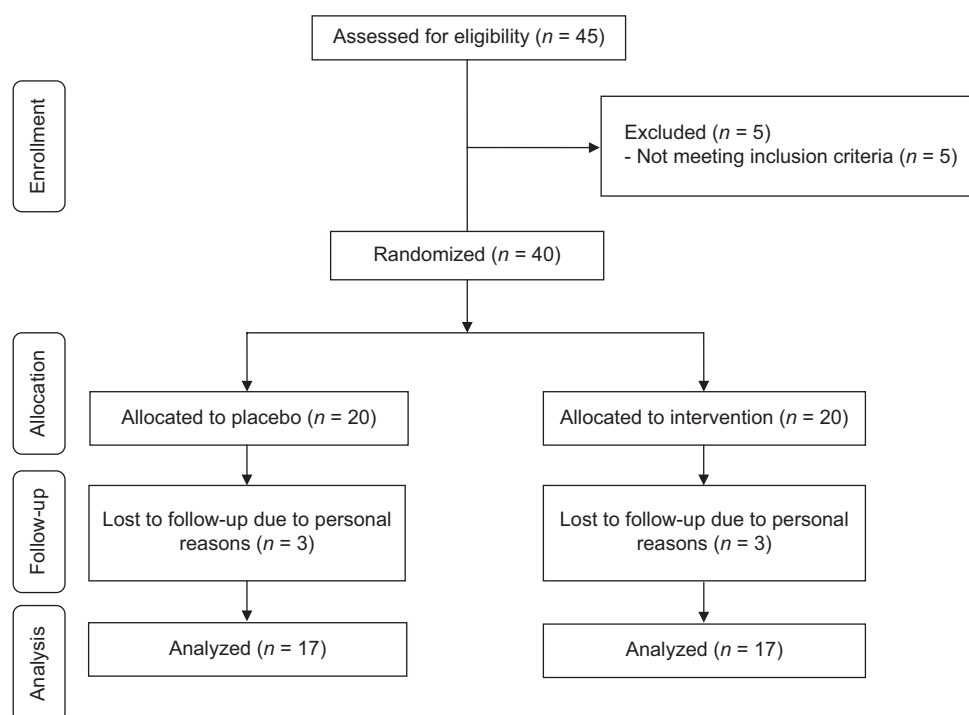 Assessed for eligibility (n = 45)
Enrollment
Excluded (n = 5)
- Not meeting inclusion criteria (n = 5)
Randomized (n = 40)
Allocation
Allocated to placebo (n = 20)
Allocated to intervention (n = 20)
Follow-up
Lost to follow-up due to personal
reasons (n = 3)
Lost to follow-up due to personal
reasons (n = 3)
Analysis
Analyzed (n = 17)
Analyzed (n = 17)